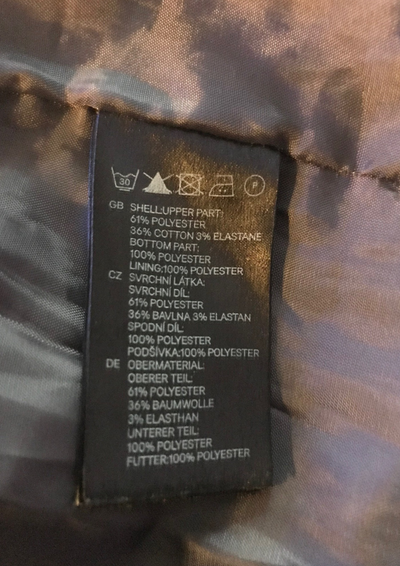 30 P
GB SHELL:UPPER PART:
61% POLYESTER
36% COTTON 3% ELASTANE
BOTTOM PART:
100% POLYESTER
LINING:100% POLYESTER
CZ SVRCHNÍ LÁTKA:
SVRCHNÍ DÍL:
61% POLYESTER
36% BAVLNA 3% ELASTAN
SPODNÍ DÍL:
100% POLYESTER
PODŠÍVKA:100% POLYESTER
DE OBERMATERIAL:
OBERER TEIL:
61% POLYESTER
36% BAUMWOLLE
3% ELASTHAN
UNTERER TEIL:
100% POLYESTER
FUTTER:100% POLYESTER